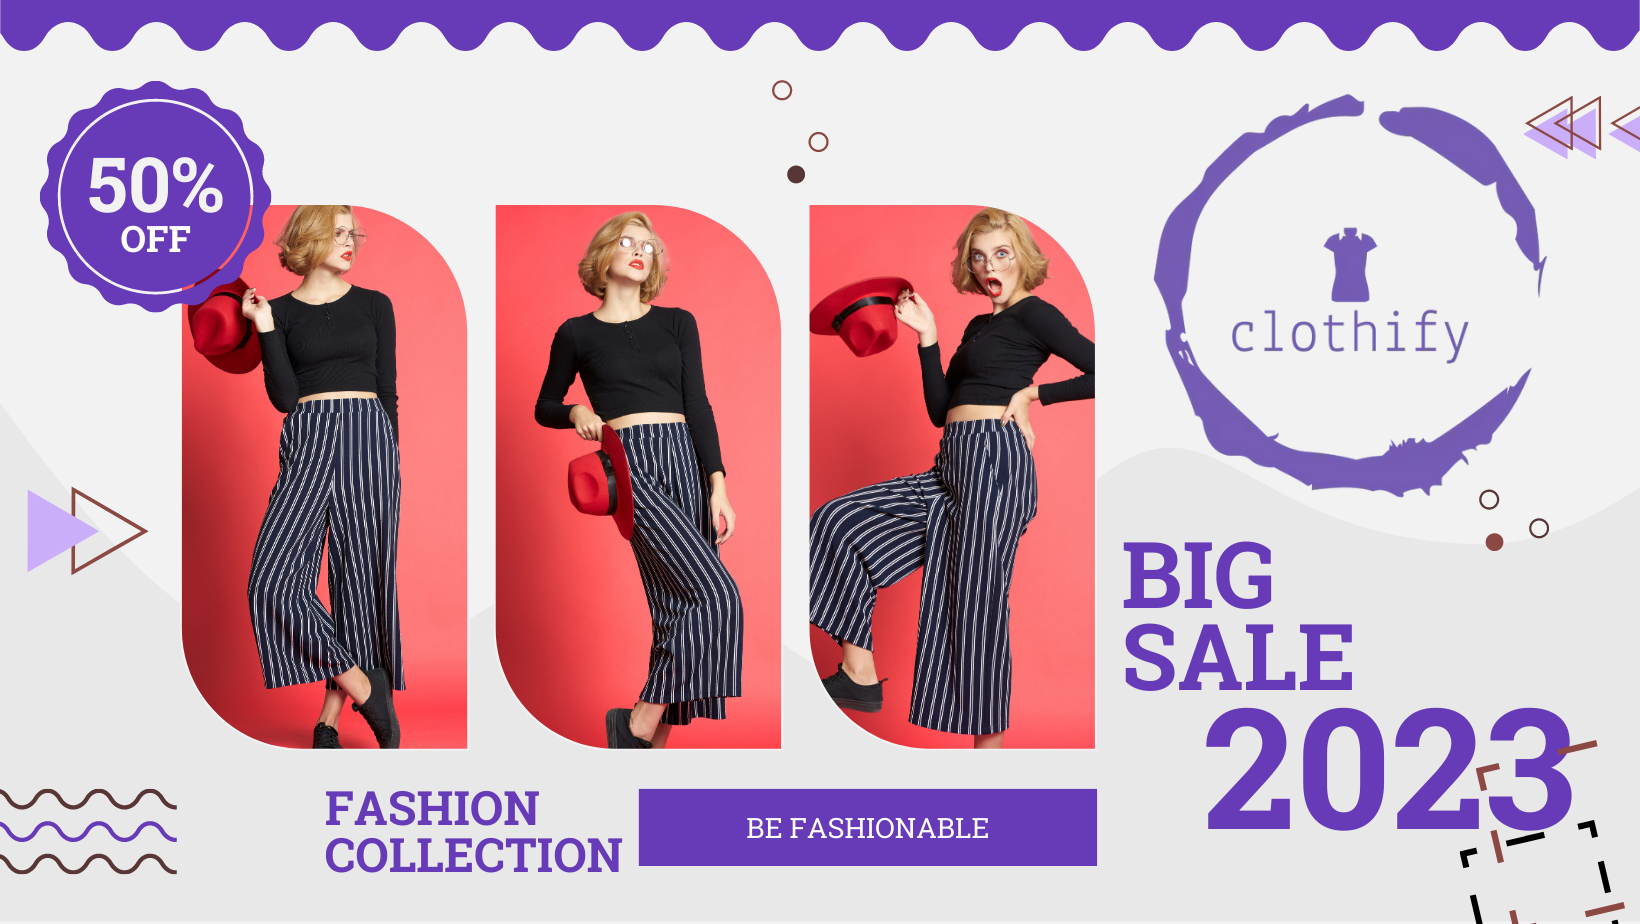 50%
OFF
clothify
BIG
SALE
2023
FASHION
COLLECTION
BE FASHIONABLE